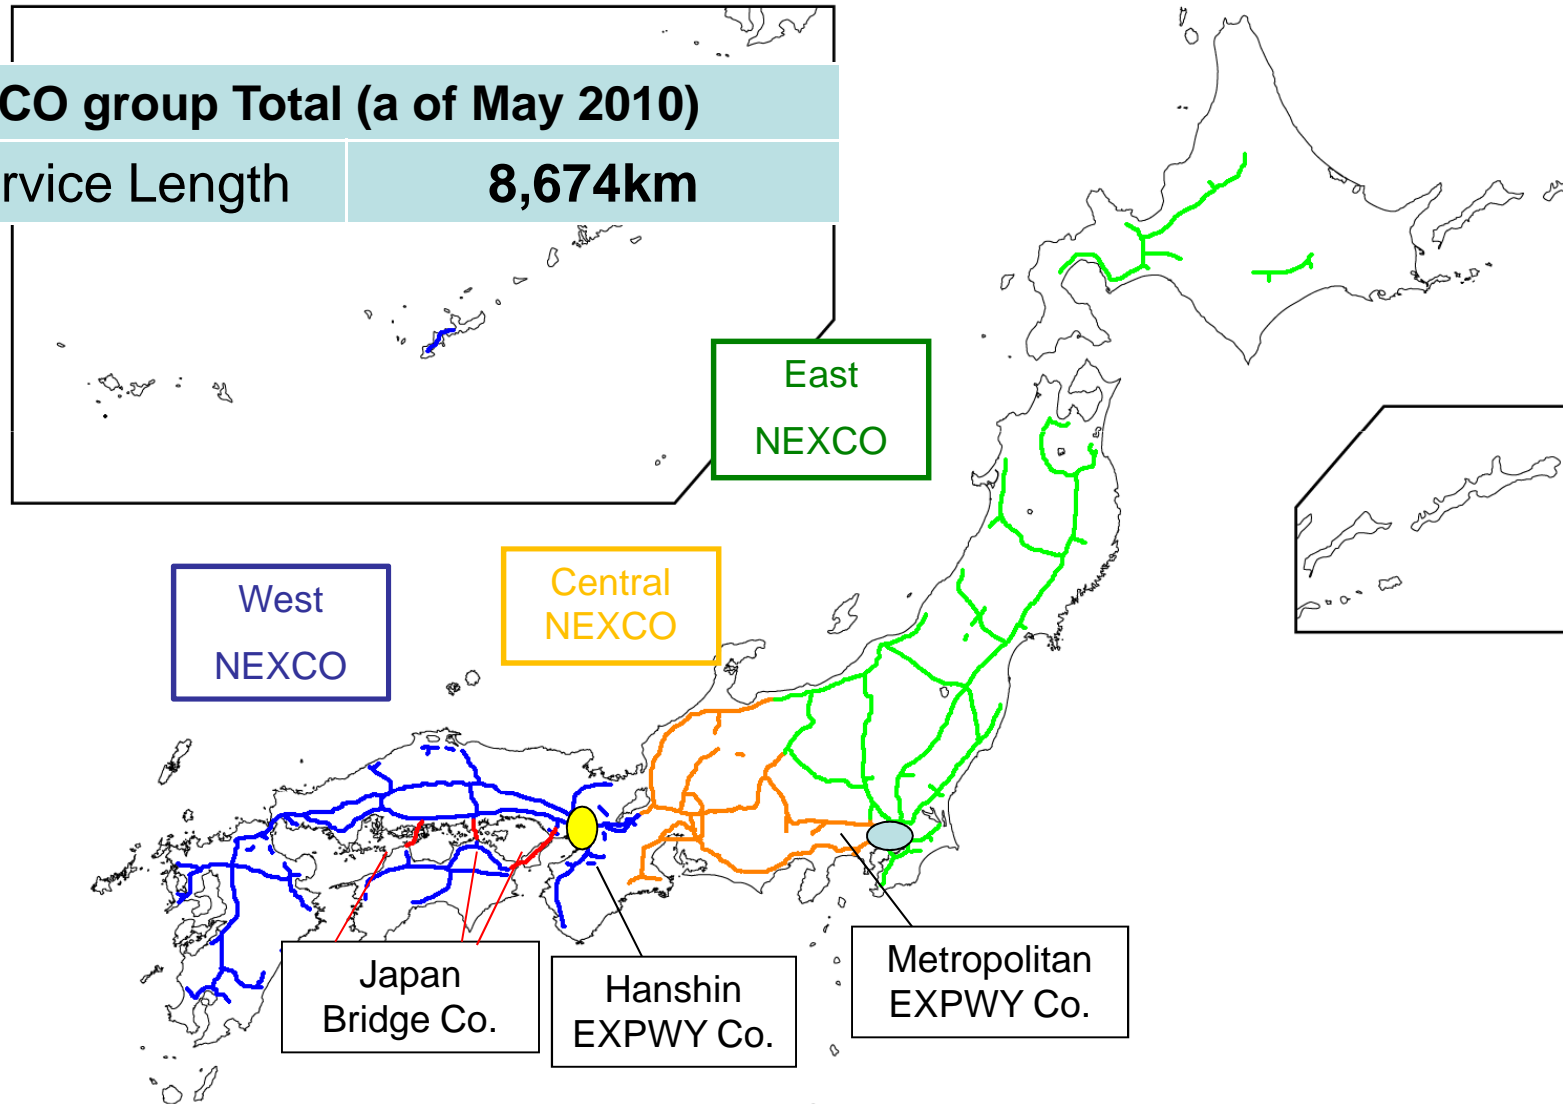 CO group Total (a of May 2010)
rvice Length 8,674km
East
NEXCO
Central
NEXCO
West
NEXCO
Japan
Bridge Co.
Hanshin
EXPWY Co.
Metropolitan
EXPWY Co.